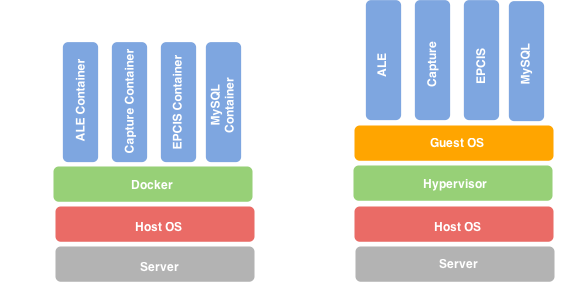 ALE Container
Capture Container
EPCIS Container
MySQL
Container
Docker
Host OS
Server
ALE
Capture
EPCIS
MySQL
Guest OS
Hypervisor
Host OS
Server